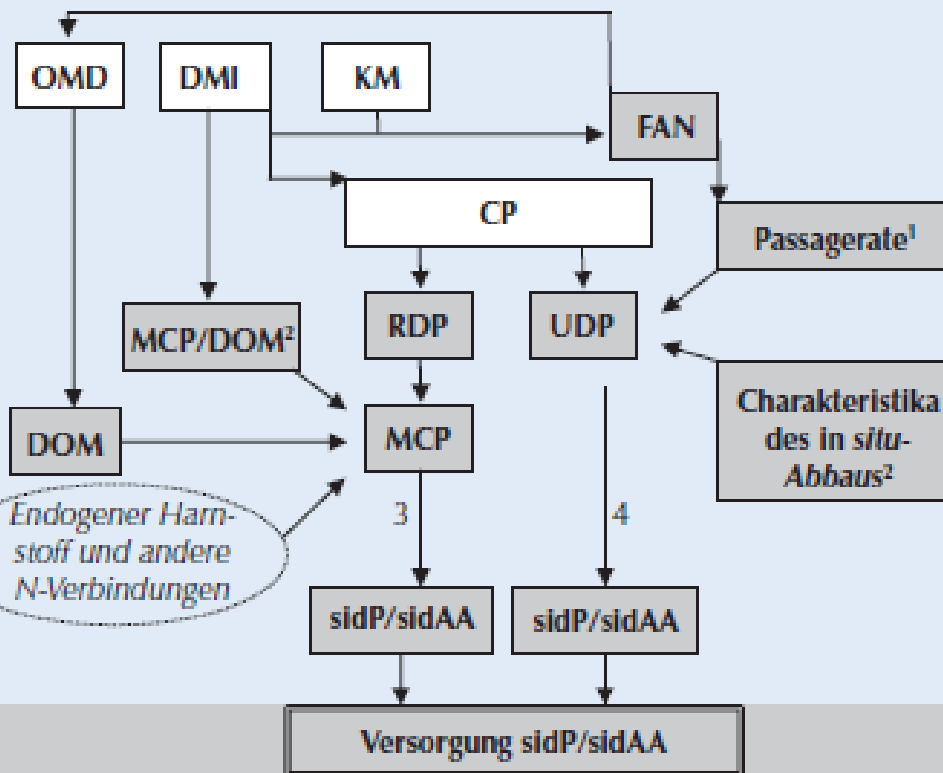 OMD
DMI
KM
FAN
CP
Passagerate¹
MCP/DOM²
RDP
UDP
Charakteristika
des in situ-
Abbaus²
DOM
MCP
Endogener Harn-
stoff und andere
N-Verbindungen
3
4
sidP/sidAA
sidP/sidAA
Versorgung sidP/sidAA